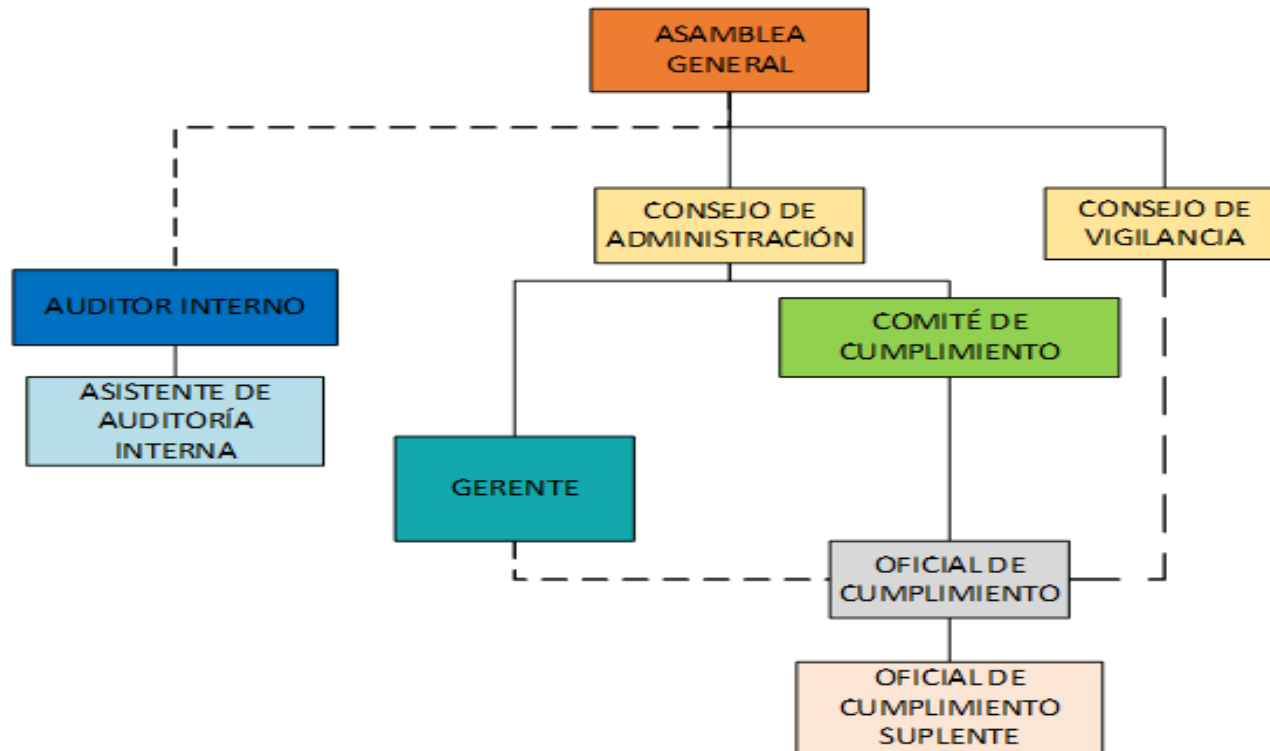 ASAMBLEA
GENERAL
CONSEJO DE
ADMINISTRACIÓN
CONSEJO DE
VIGILANCIA
AUDITOR INTERNO
COMITÉ DE
CUMPLIMIENTO
ASISTENTE DE
AUDITORÍA
INTERNA
GERENTE
OFICIAL DE
CUMPLIMIENTO
OFICIAL DE
CUMPLIMIENTO
SUPLENTE